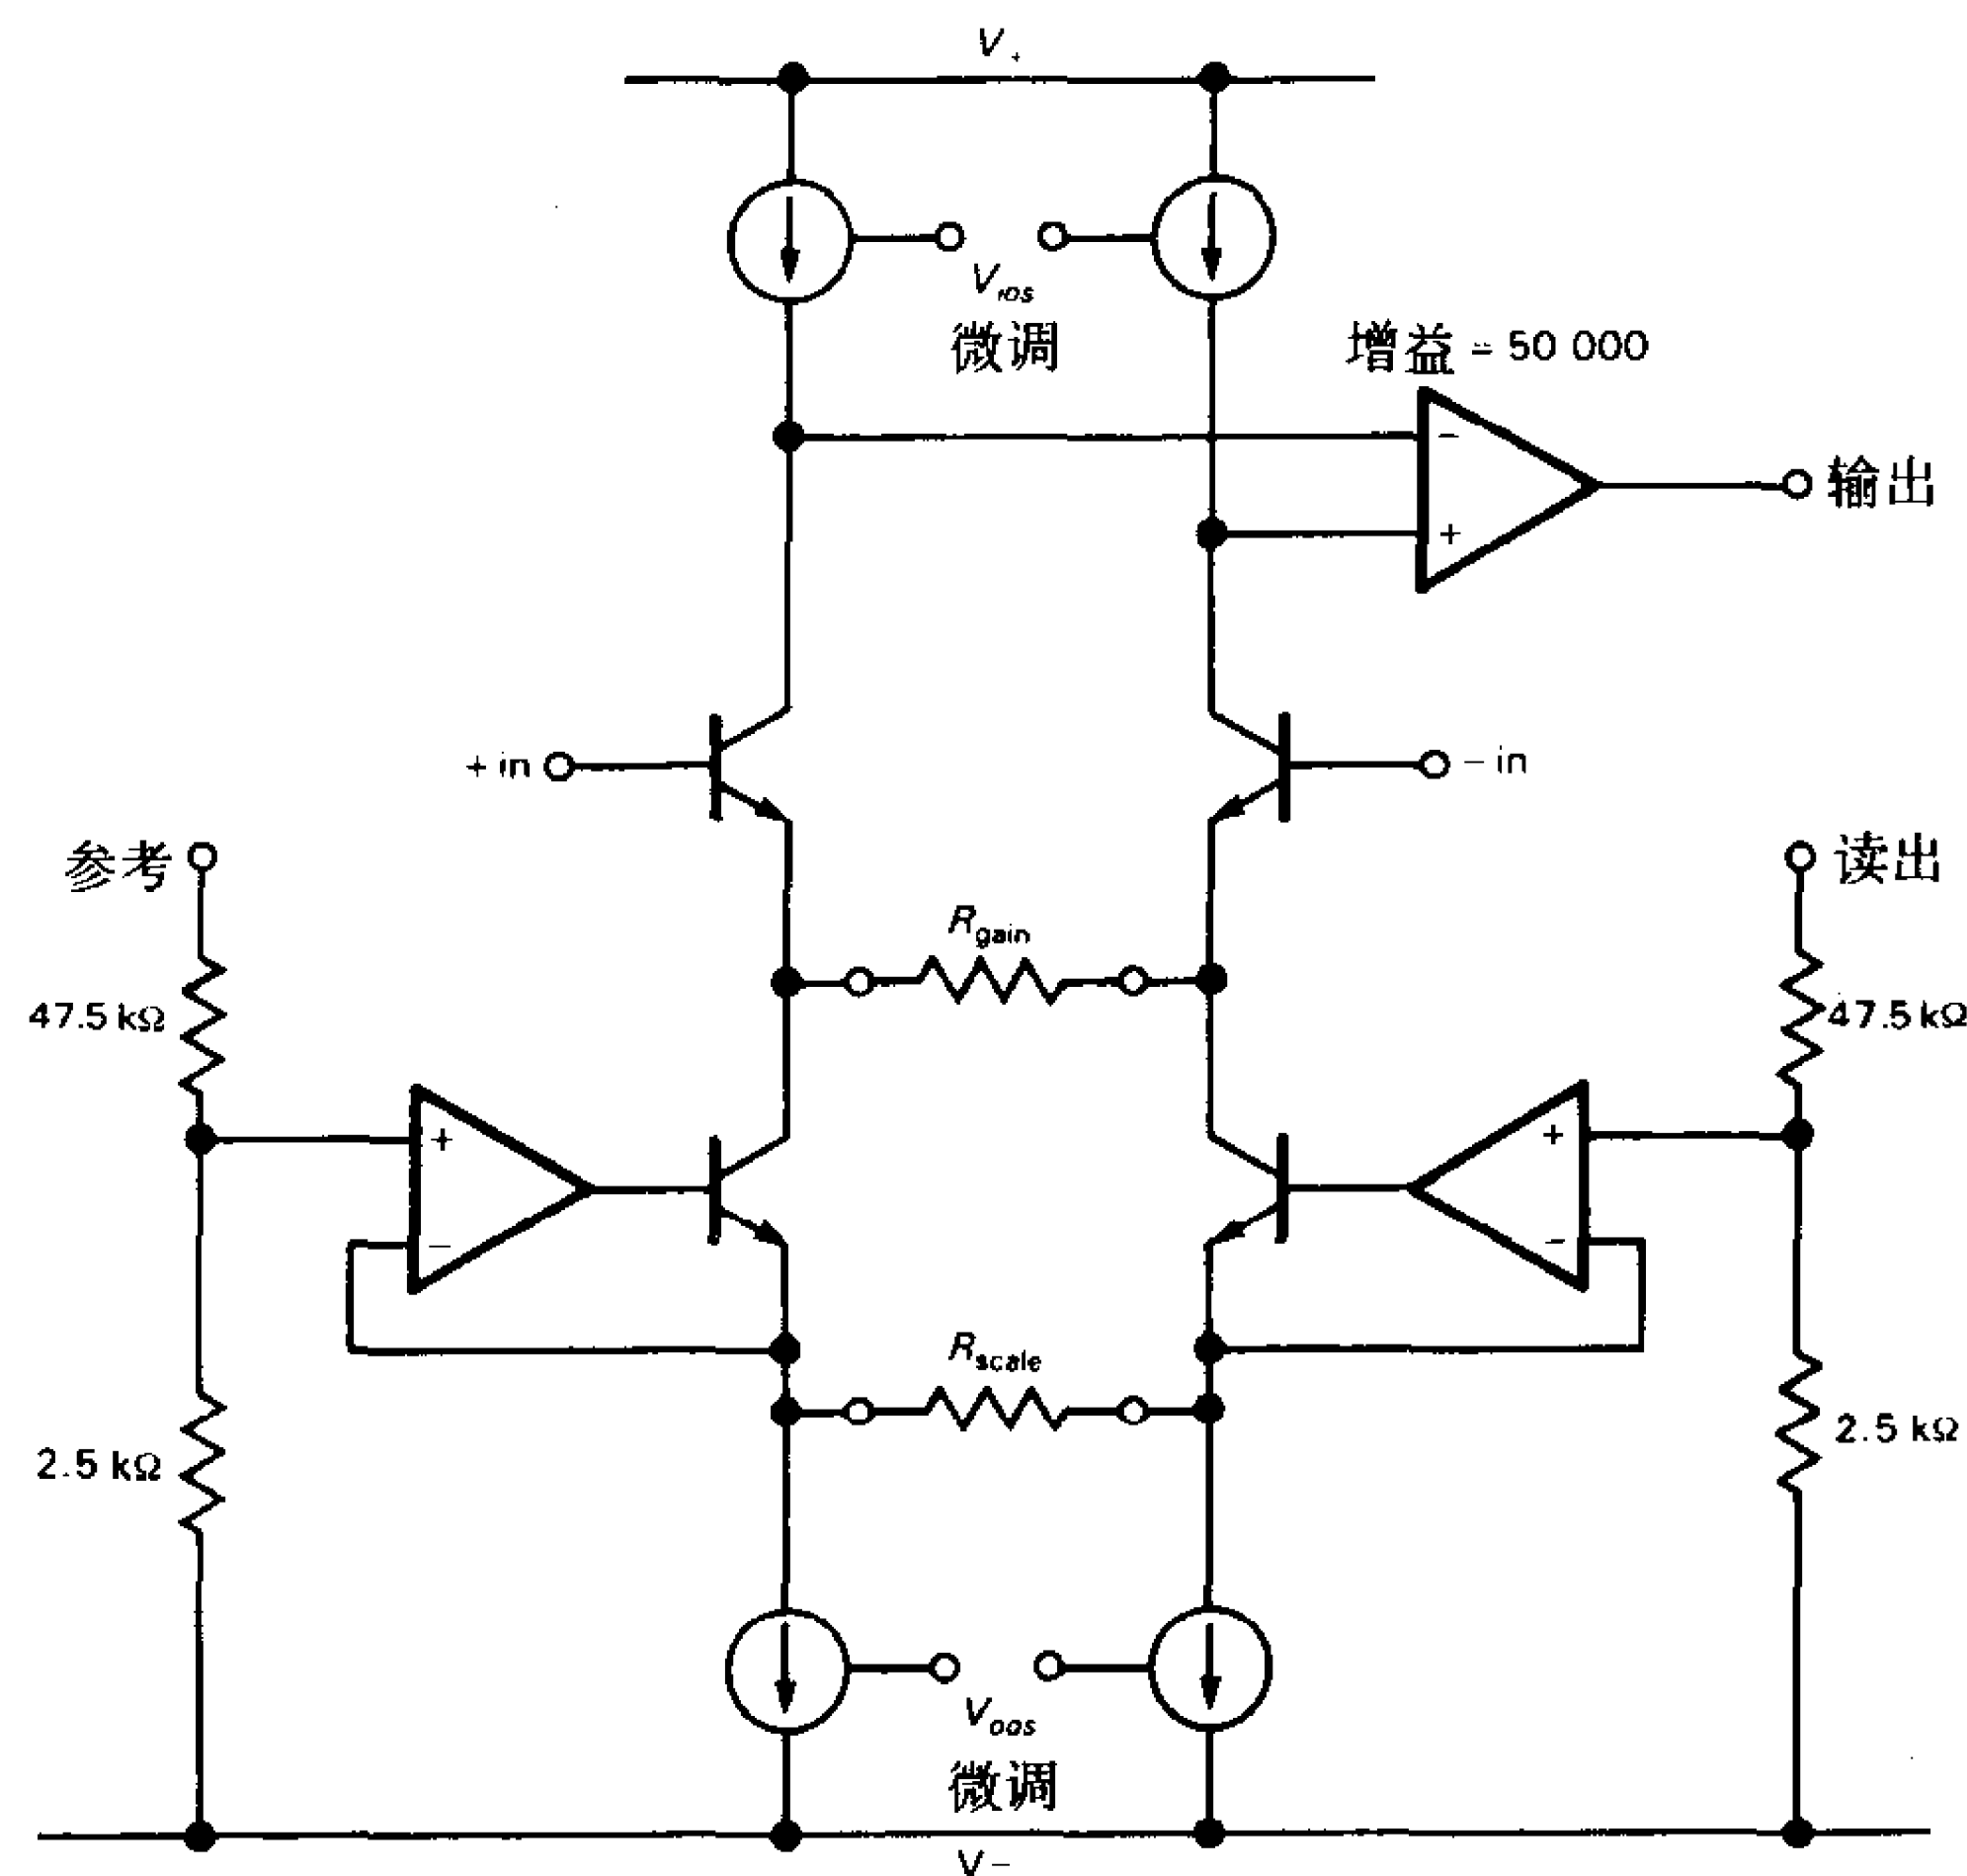 V+
Vios
微调
增益 = 50 000
-
+
输出
+ in
- in
参考
读出
Rgain
47.5 kΩ
47.5 kΩ
+
+
-
-
Rscale
2.5 kΩ
2.5 kΩ
Voos
微调
V-